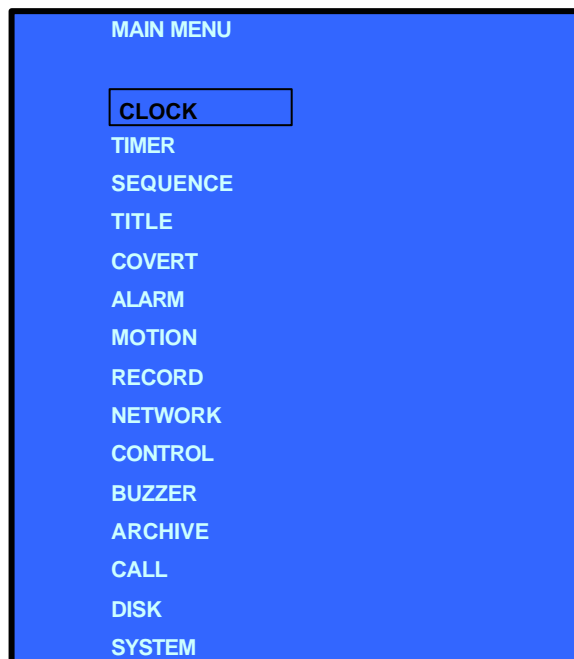 MAIN MENU
CLOCK
TIMER
SEQUENCE
TITLE
COVERT
ALARM
MOTION
RECORD
NETWORK
CONTROL
BUZZER
ARCHIVE
CALL
DISK
SYSTEM